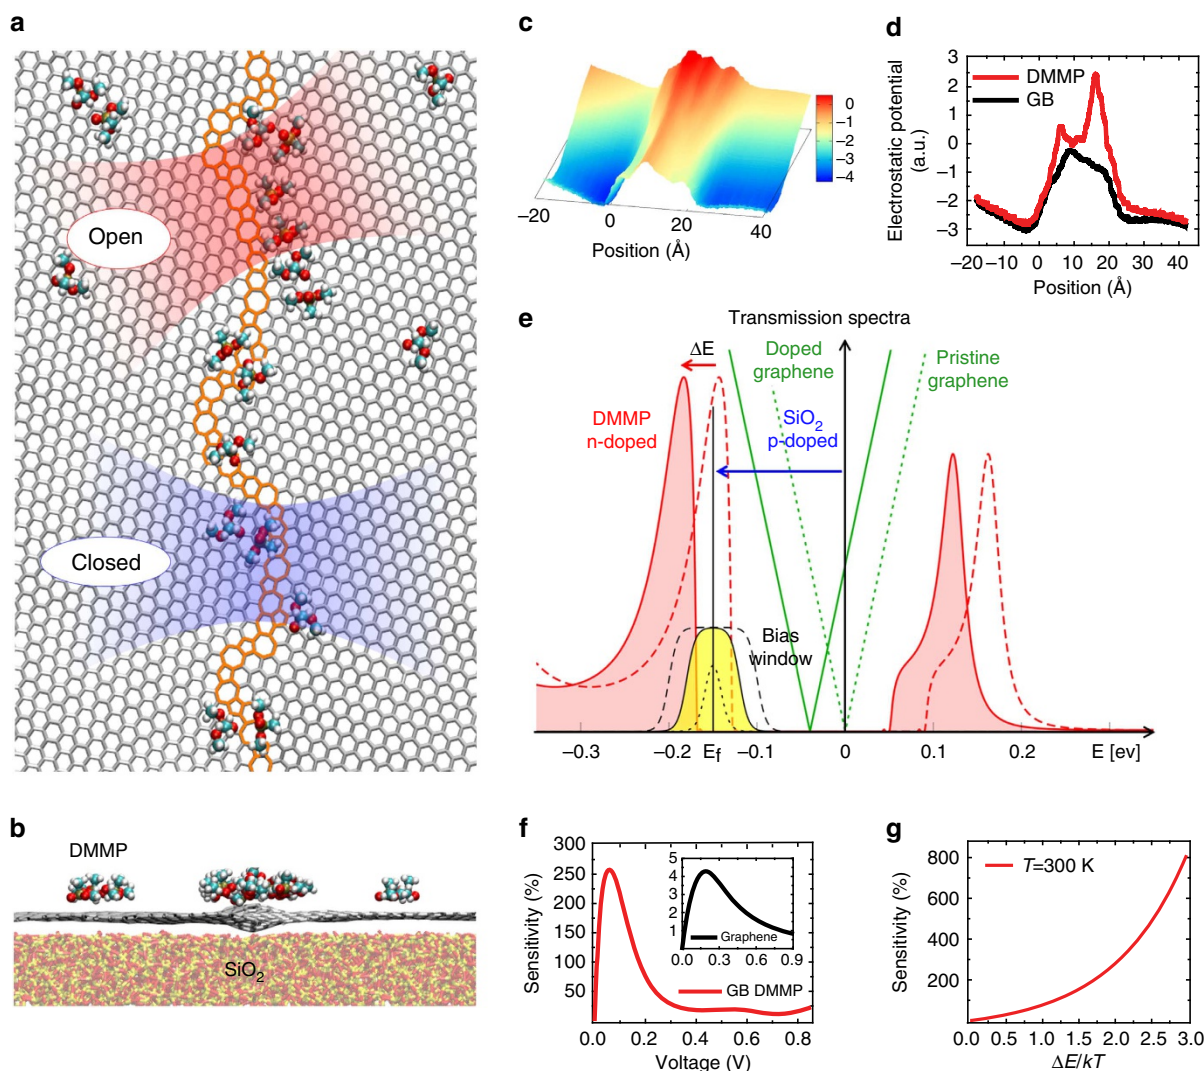 a
Open
Closed
b
DMMP
SiO2
c
0
−1
−2
−3
−4
−20
0
20
40
Position (Å)
d
3
2
1
0
−1
−2
−3
DMMP
GB
Electrostatic potential
(a.u.)
−20 −10 0 10 20 30 40
Position (Å)
e
Transmission spectra
ΔE
Doped
graphene
Pristine
graphene
DMMP
n-doped
SiO2
p-doped
Bias
window
−0.3 −0.2 Ef −0.1 0 0.1 0.2 E [ev]
f
300
250
200
150
100
50
Sensitivity (%)
5
4
3
2
1
Graphene
0.0 0.3 0.6 0.9
GB DMMP
0.0 0.2 0.4 0.6 0.8
Voltage (V)
g
T=300 K
800
600
400
200
0
Sensitivity (%)
0.0 0.5 1.0 1.5 2.0 2.5 3.0
ΔE/kT